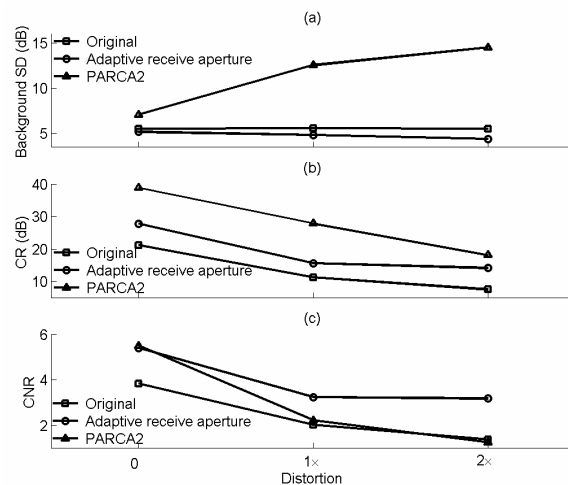 (a)
Background SD (dB)
15
10
5
Original
Adaptive receive aperture
PARCA2
(b)
CR (dB)
40
30
20
10
Original
Adaptive receive aperture
PARCA2
(c)
CNR
6
4
2
Original
Adaptive receive aperture
PARCA2
0
1×
2×
Distortion